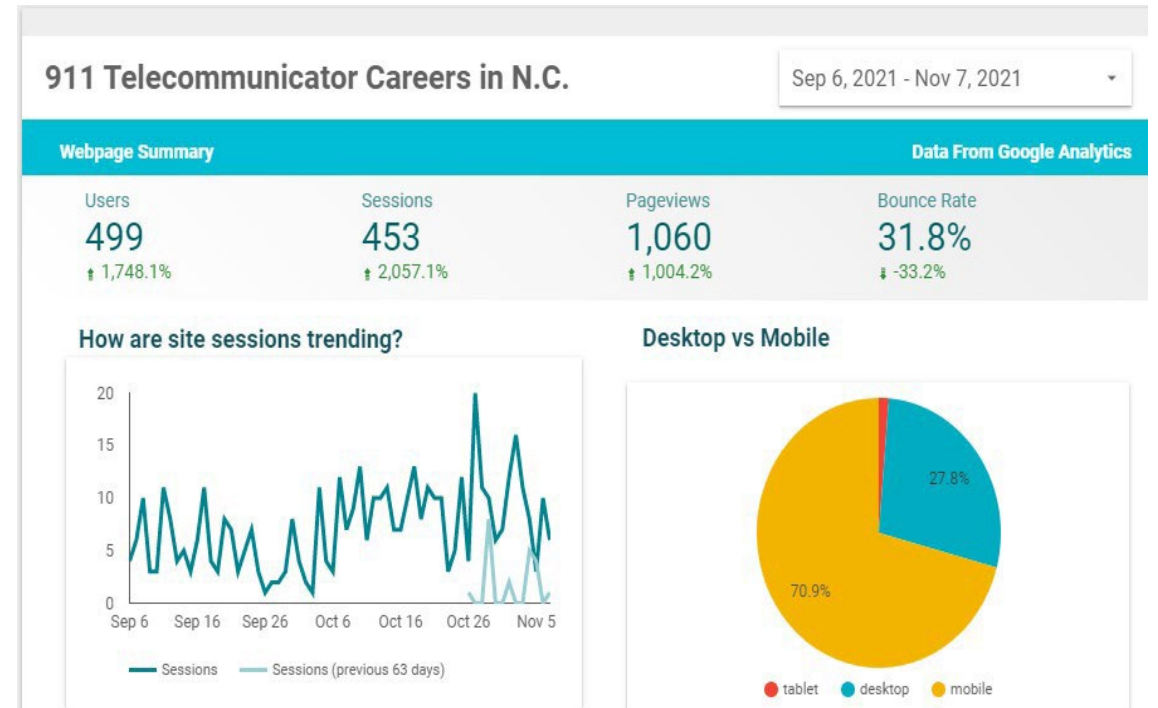 911 Telecommunicator Careers in N.C.
Sep 6, 2021 - Nov 7, 2021
Webpage Summary
Data From Google Analytics
Users
Sessions
Pageviews
Bounce Rate
499
453
1,060
31.8%
1,748.1%
2,057.1%
1,004.2%
-33.2%
How are site sessions trending?
Desktop vs Mobile
20
15
10
5
0
Sep 6
Sep 16
Sep 26
Oct 6
Oct 16
Oct 26
Nov 5
Sessions
Sessions (previous 63 days)
27.8%
70.9%
tablet
desktop
mobile